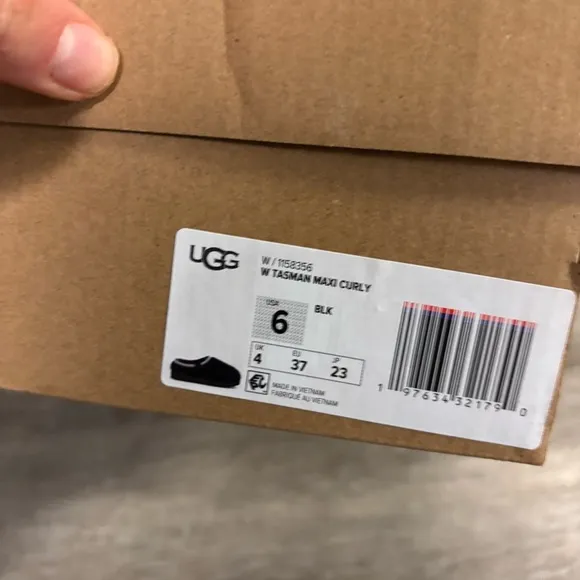 UGG
W / 1158356
W TASMAN MAXI CURLY
USA
6
BLK
UK EU JP
4 37 23
MADE IN VIETNAM
FABRIQUÉ AU VIETNAM
1 97634 32179 0